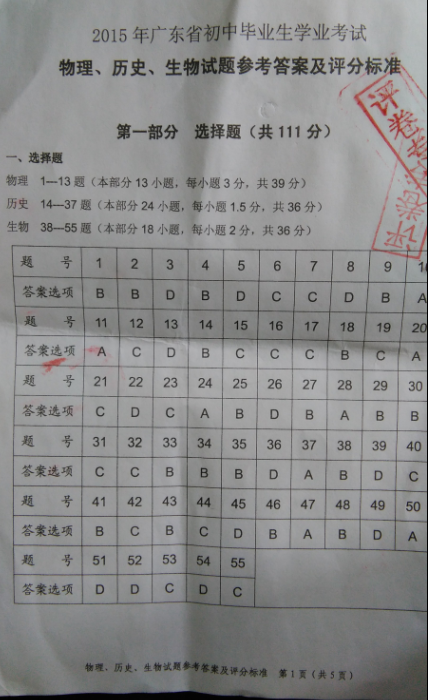 2015年广东省初中毕业生学业考试
物理、历史、生物试题参考答案及评分标准
第一部分 选择题（共111分）
一、选择题
物理 1—13题（本部分13小题，每小题3分，共39分）
历史 14—37题（本部分24小题，每小题1.5分，共36分）
生物 38—55题（本部分18小题，每小题2分，共36分）
题号 1 2 3 4 5 6 7 8 9 10
答案选项 B B D B D C C D B A
题号 11 12 13 14 15 16 17 18 19 20
答案选项 A C D B C C C B C A
题号 21 22 23 24 25 26 27 28 29 30
答案选项 C D C A B D B A B B
题号 31 32 33 34 35 36 37 38 39 40
答案选项 C C B B B D A B D C
题号 41 42 43 44 45 46 47 48 49 50
答案选项 B C B C D B A B D A
题号 51 52 53 54 55
答案选项 D D C D C
物理、历史、生物试题参考答案及评分标准 第1页（共5页）
评卷专
评卷